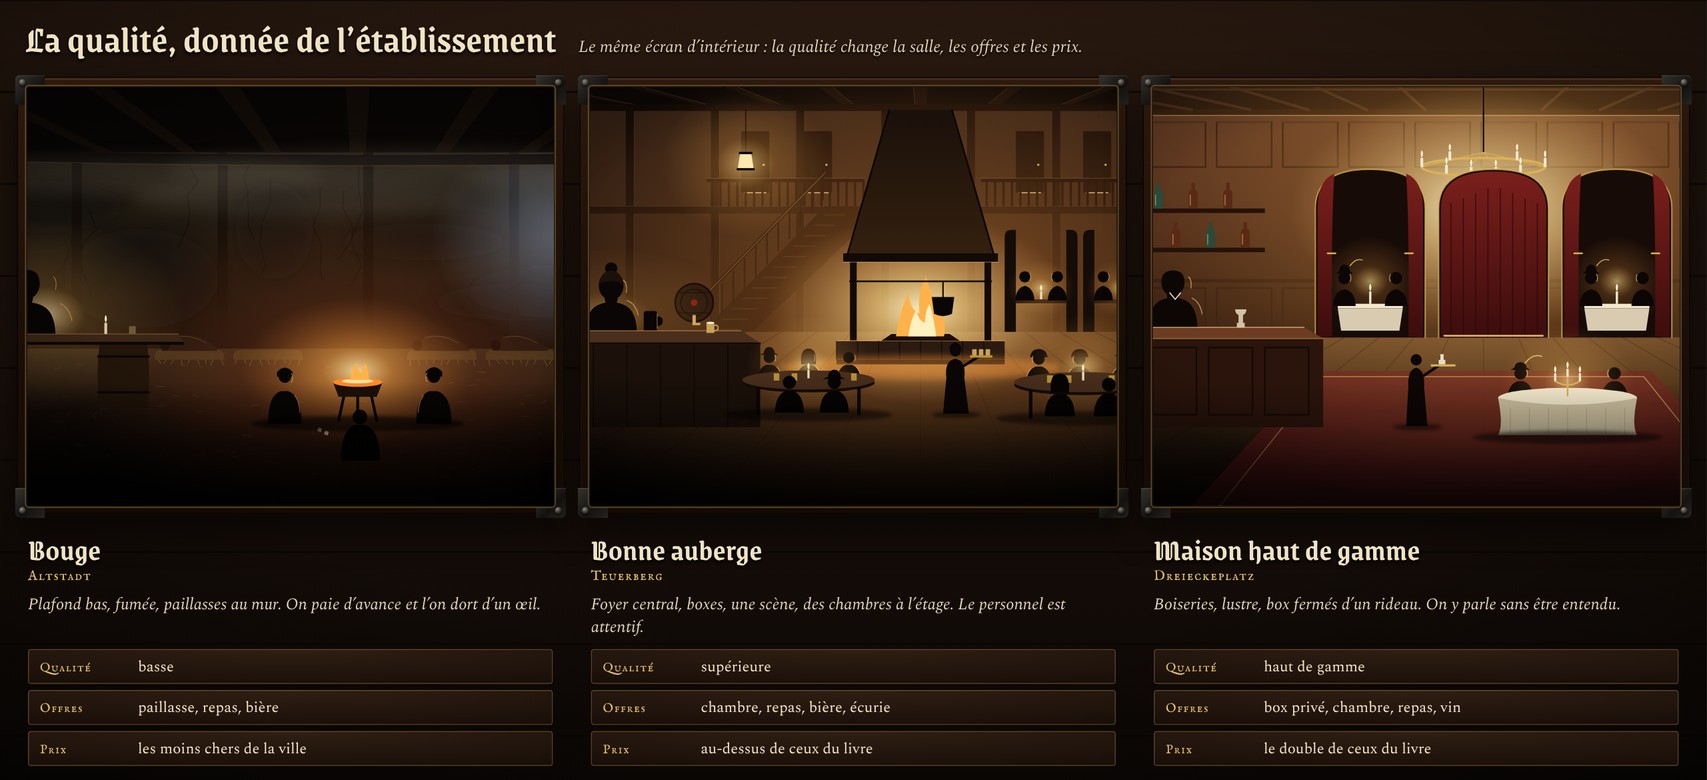 La qualité, donnée de l’établissement
Le même écran d’intérieur : la qualité change la salle, les offres et les prix.
Bouge
Altstadt
Plafond bas, fumée, paillasses au mur. On paie d’avance et l’on dort d’un œil.
Qualité basse
Offres paillasse, repas, bière
Prix les moins chers de la ville
Bonne auberge
Teuerberg
Foyer central, boxes, une scène, des chambres à l’étage. Le personnel est
attentif.
Qualité supérieure
Offres chambre, repas, bière, écurie
Prix au-dessus de ceux du livre
Maison haut de gamme
Dreieckeplatz
Boiseries, lustre, box fermés d’un rideau. On y parle sans être entendu.
Qualité haut de gamme
Offres box privé, chambre, repas, vin
Prix le double de ceux du livre